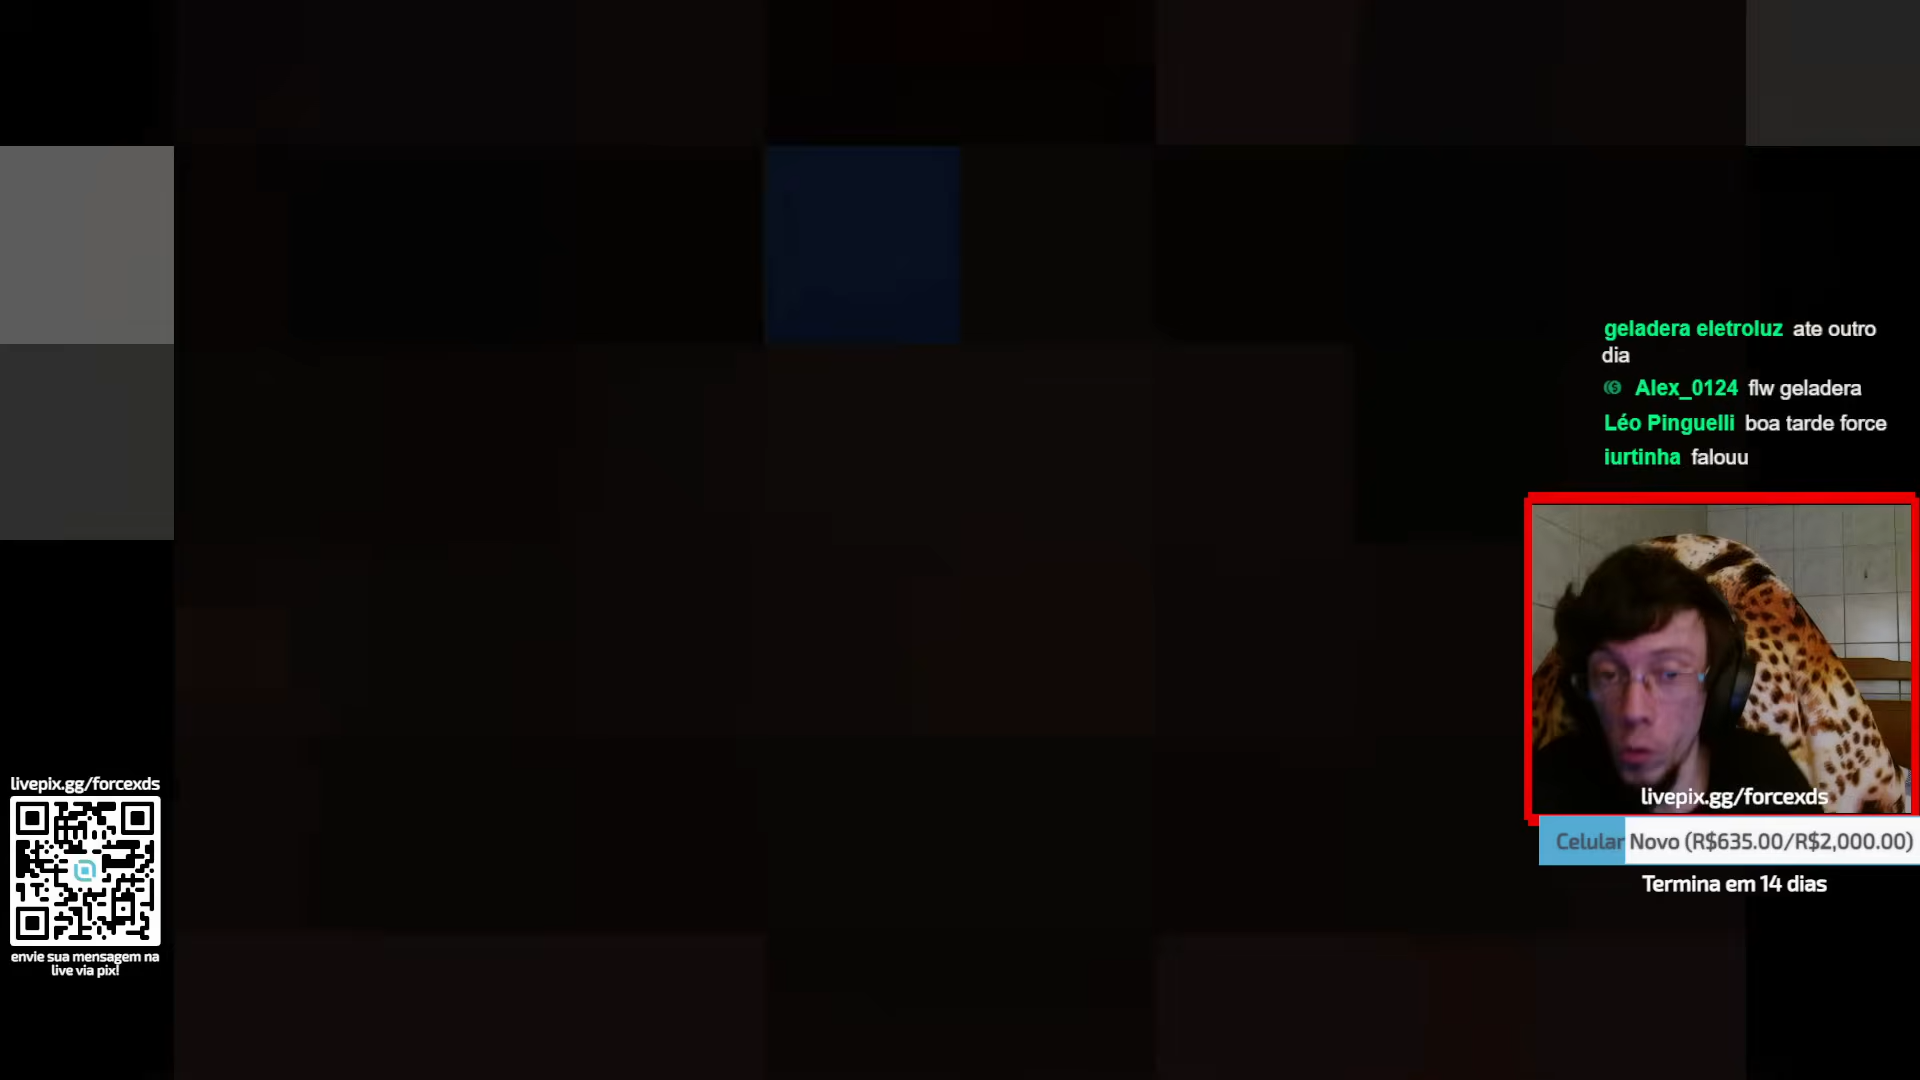 geladera eletroluz ate outro
dia
Alex_0124 flw geladera
Léo Pinguelli boa tarde force
iurtinha falouu
livepix.gg/forcexds
Celular Novo (R$635.00/R$2,000.00)
Termina em 14 dias
livepix.gg/forcexds
envie sua mensagem na
live via pix!